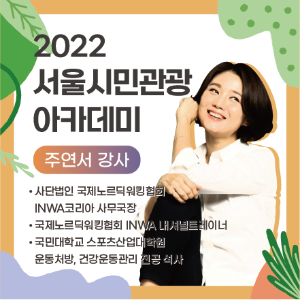 2022
서울시민관광
아카데미
주연서 강사
• 사단법인 국제노르딕워킹협회
INWA코리아 사무국장
• 국제노르딕워킹협회 INWA 내셔널트레이너
• 국민대학교 스포츠산업대학원
운동처방, 건강운동관리 전공 석사